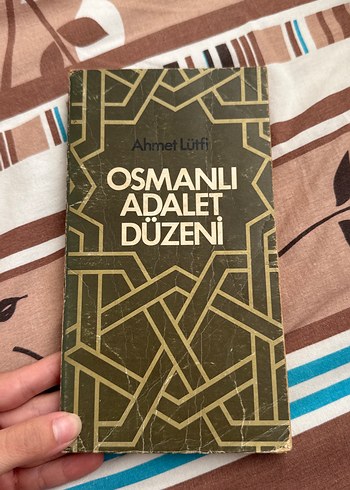 Ahmet Lütfi
OSMANLI
ADALET
DÜZENİ